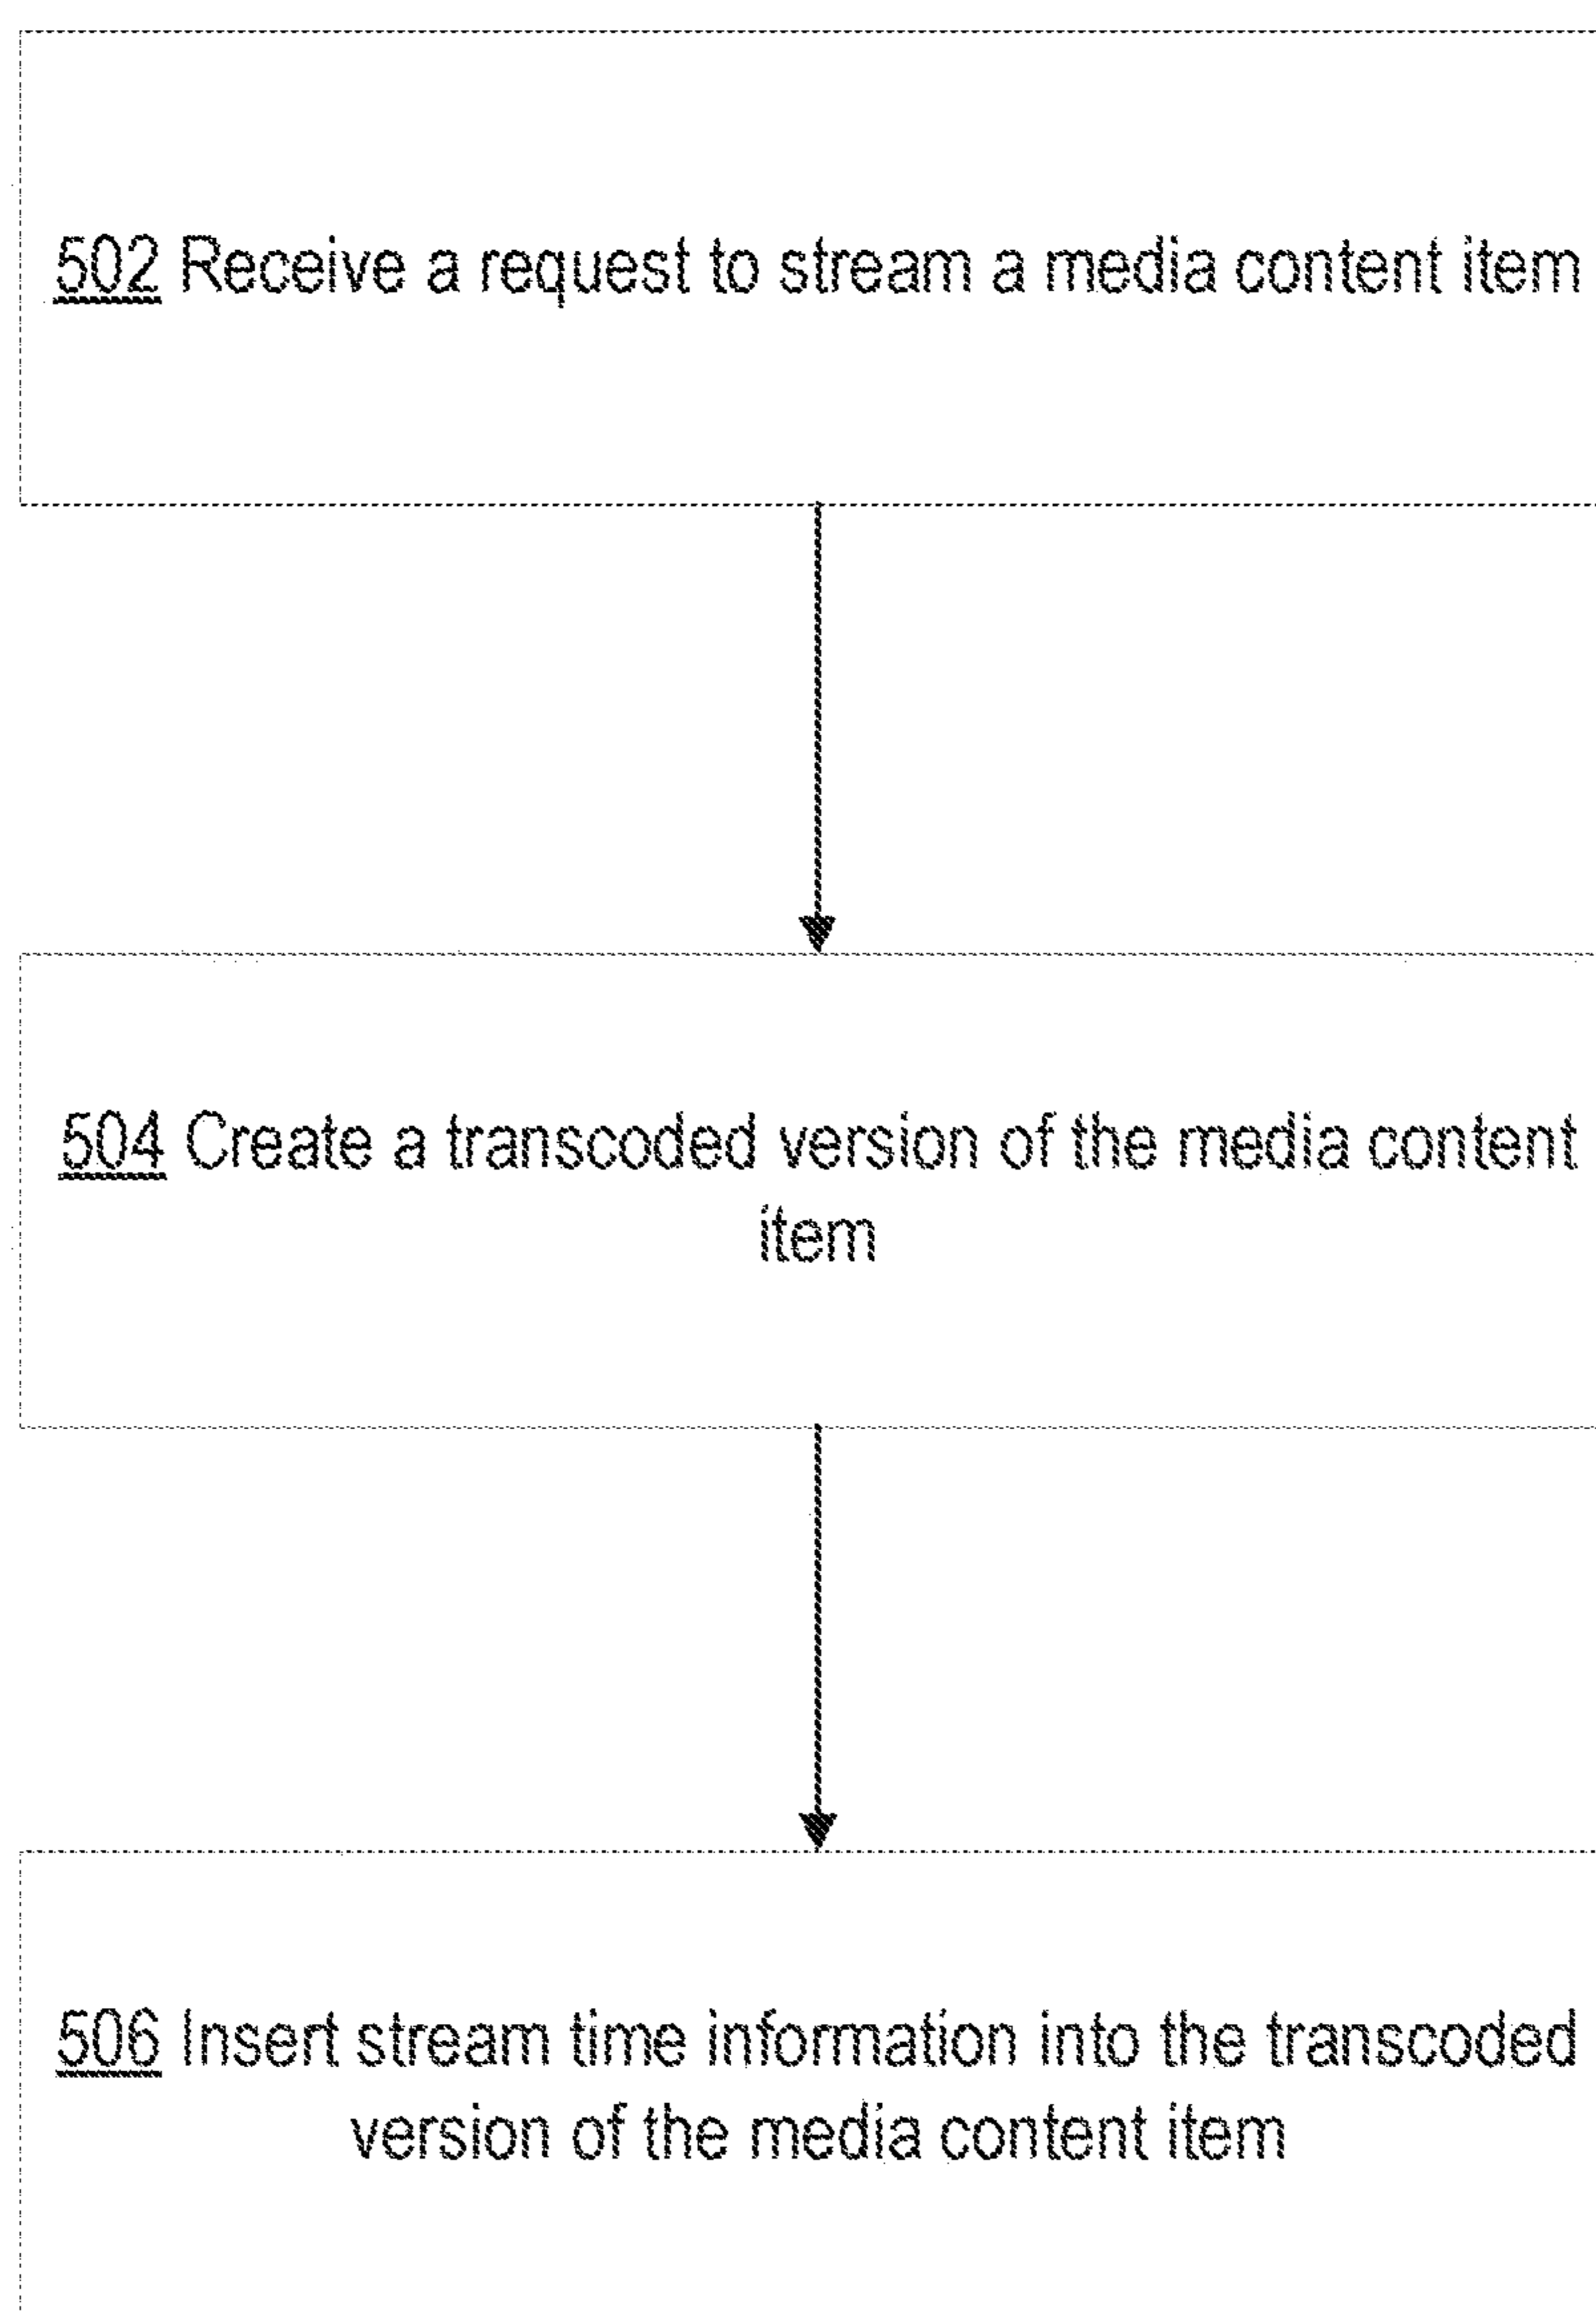 502 Receive a request to stream a media content item
504 Create a transcoded version of the media content
item
506 Insert stream time information into the transcoded
version of the media content item